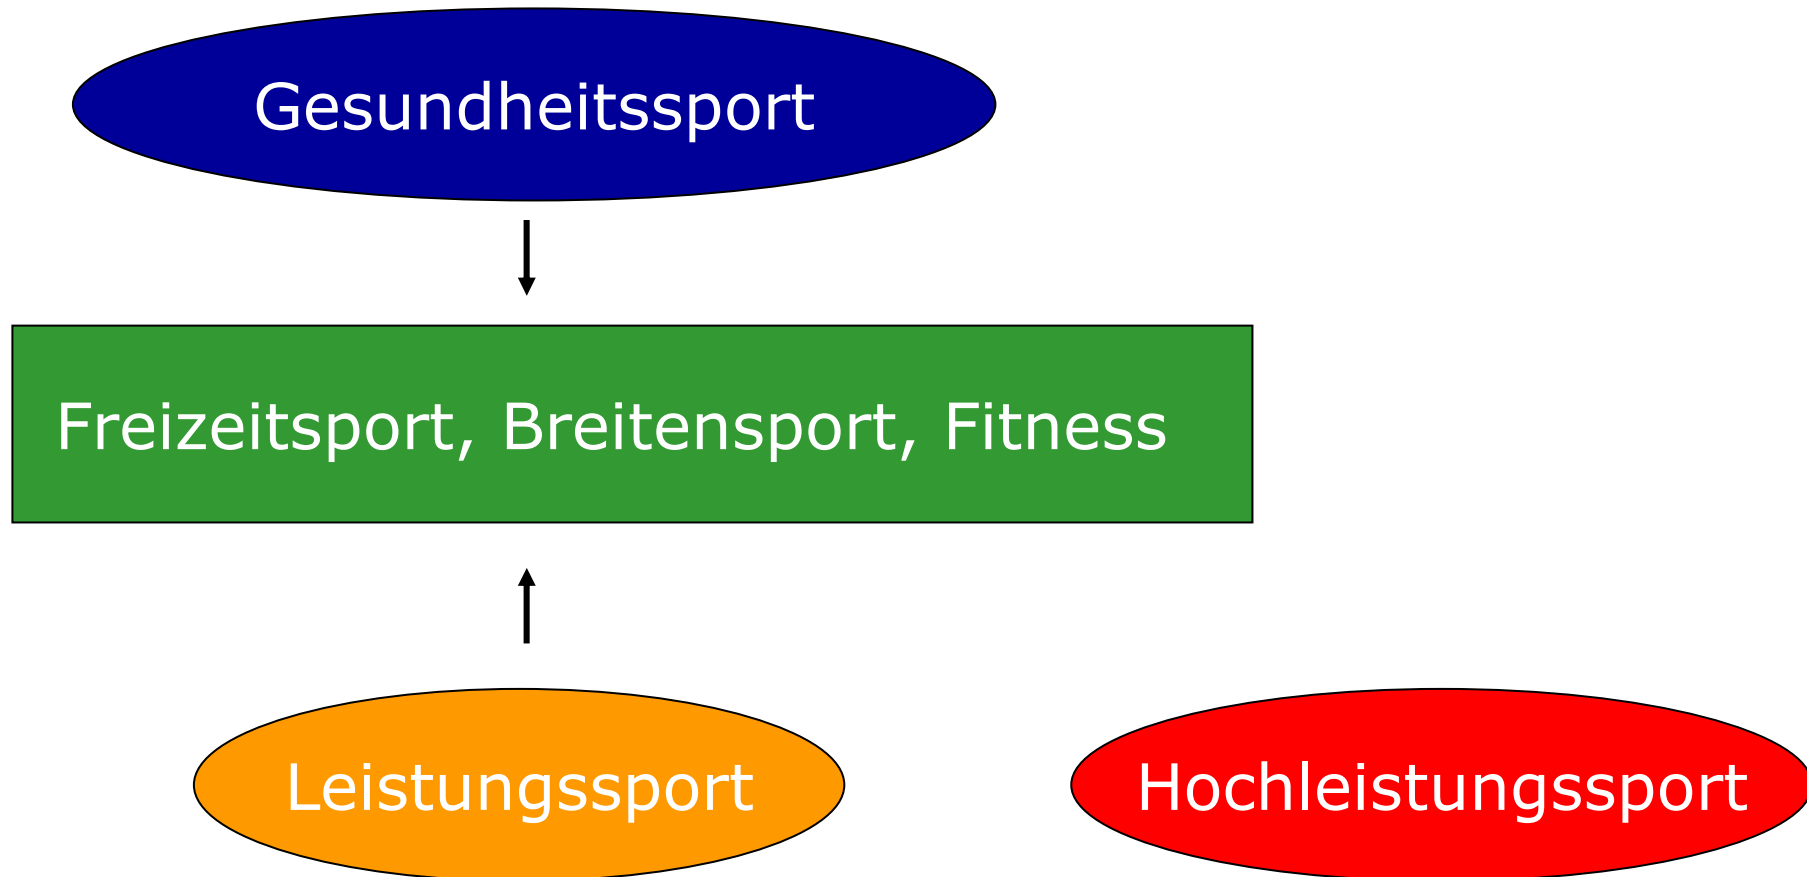 Gesundheitssport
Freizeitsport, Breitensport, Fitness
Leistungssport
Hochleistungssport